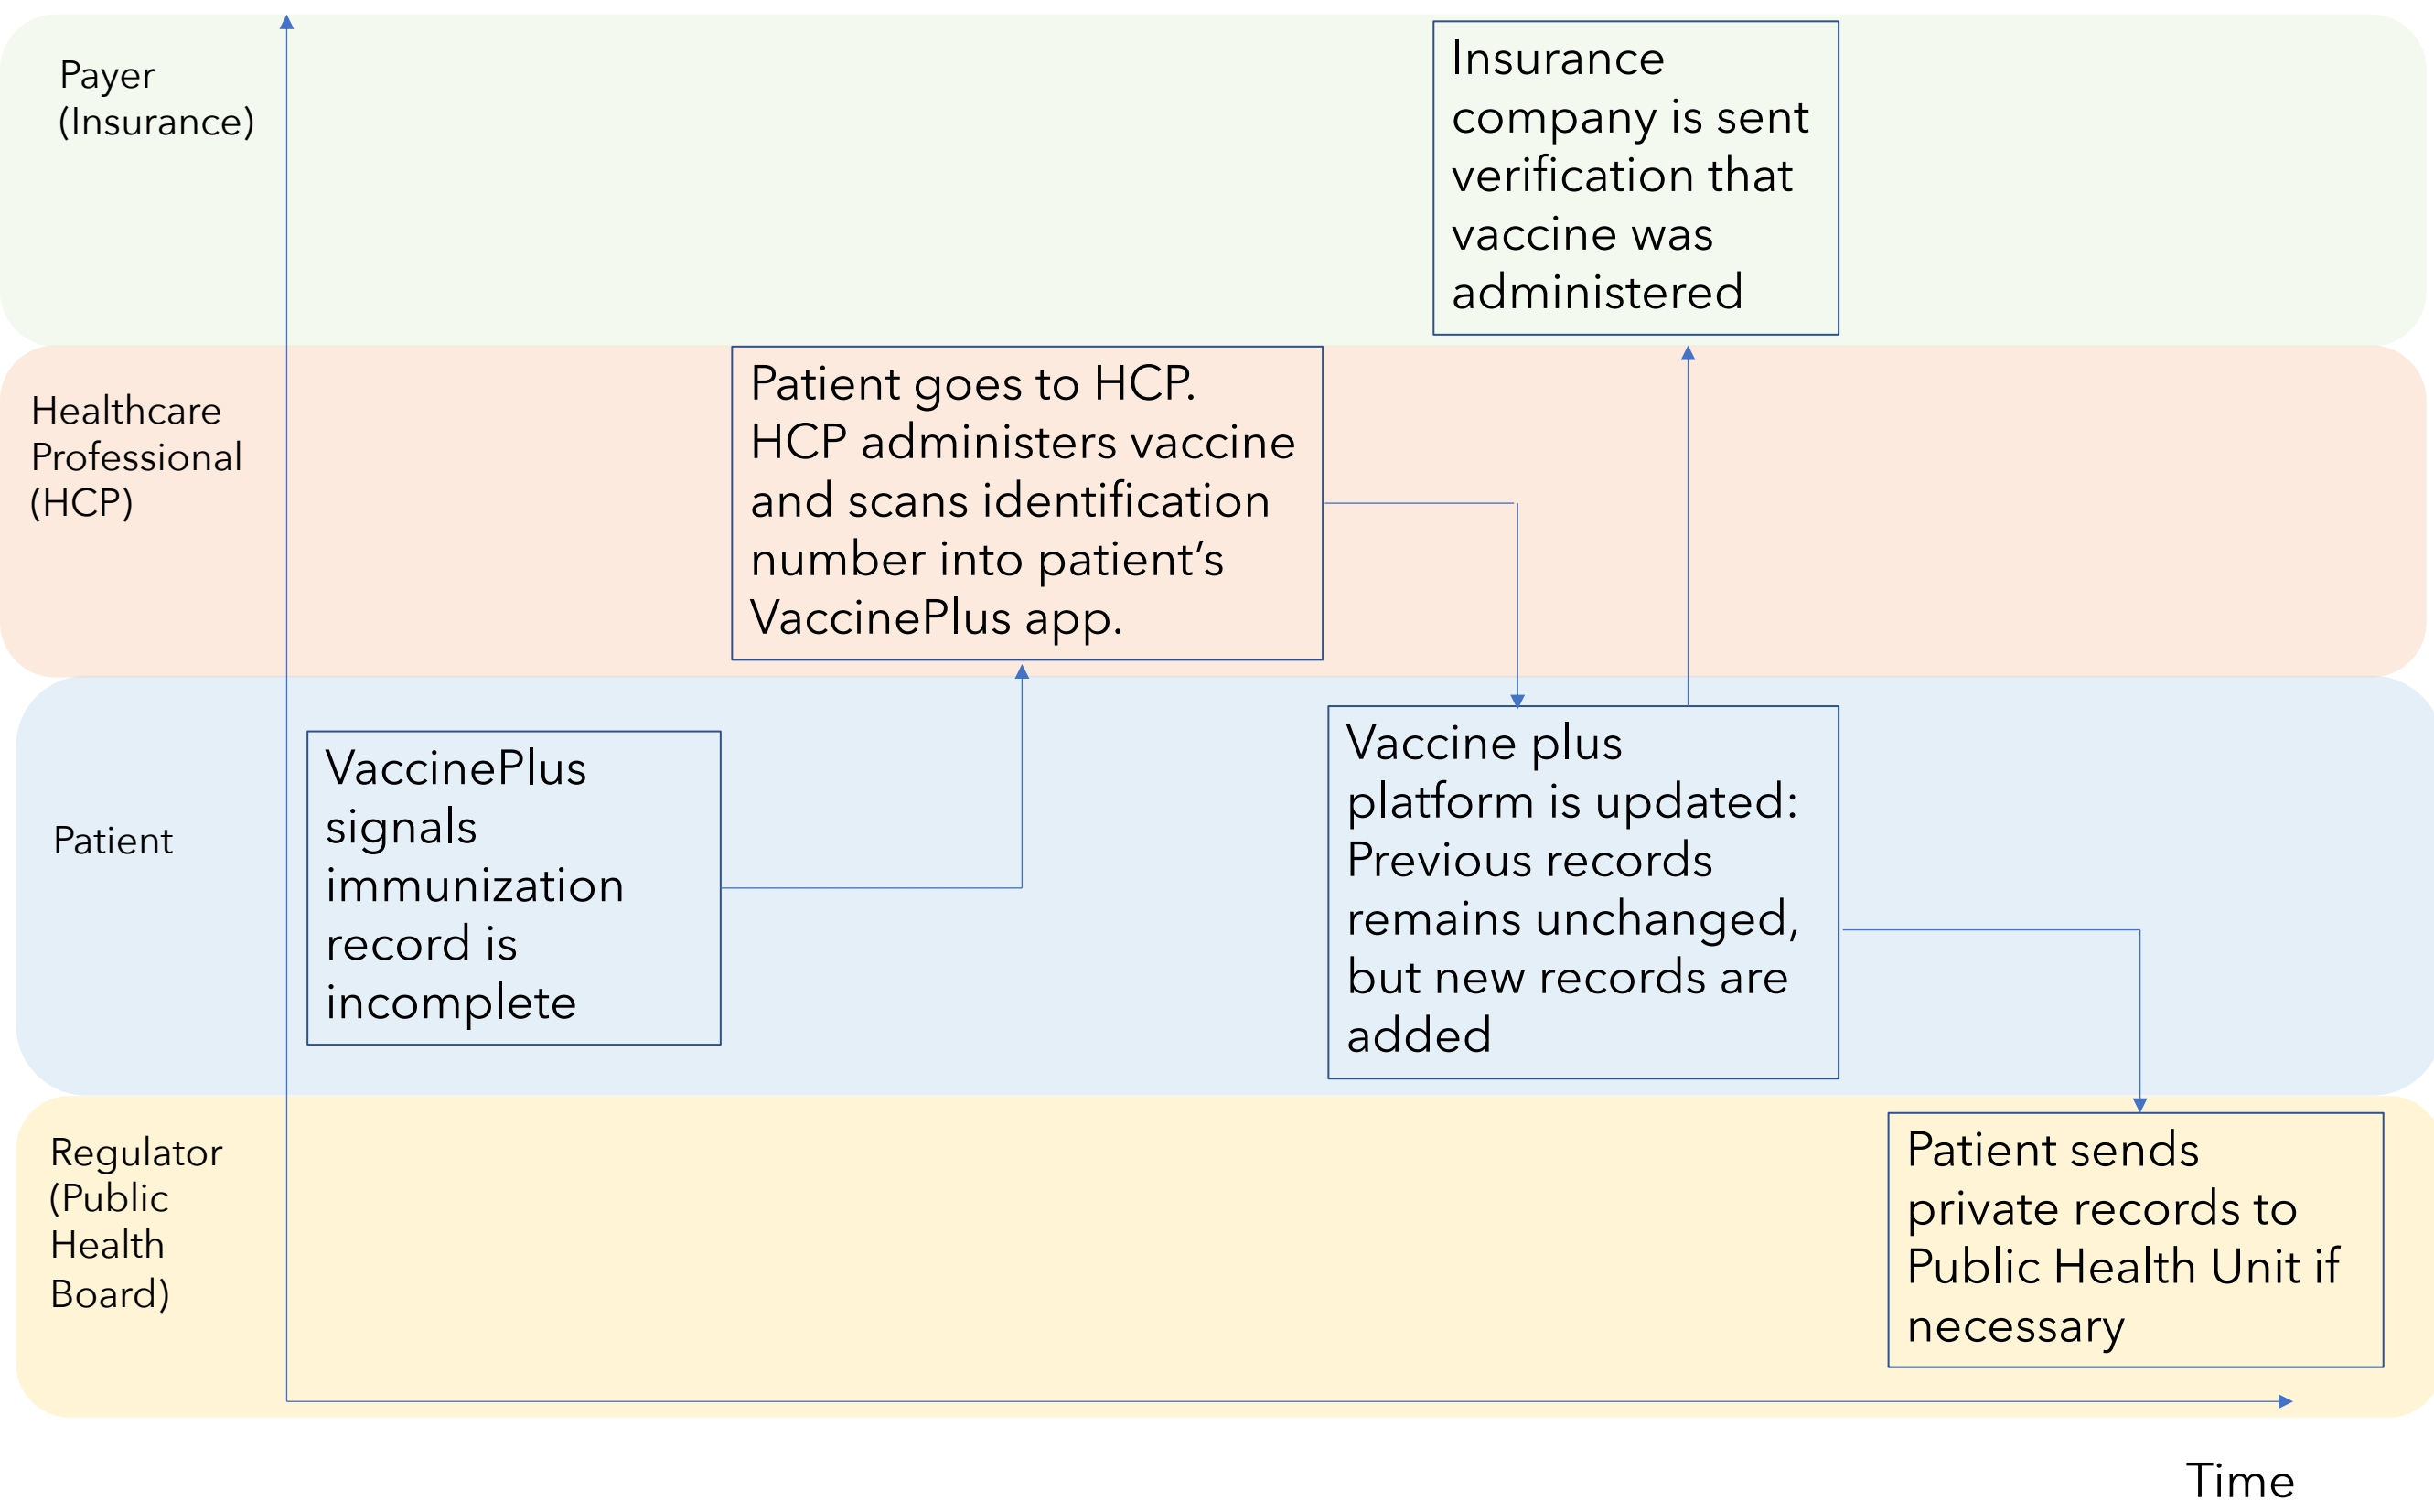 Payer
(Insurance)
Insurance
company is sent
verification that
vaccine was
administered
Healthcare
Professional
(HCP)
Patient goes to HCP.
HCP administers vaccine
and scans identification
number into patient’s
VaccinePlus app.
Patient
VaccinePlus
signals
immunization
record is
incomplete
Vaccine plus
platform is updated:
Previous records
remains unchanged,
but new records are
added
Regulator
(Public
Health
Board)
Patient sends
private records to
Public Health Unit if
necessary
Time